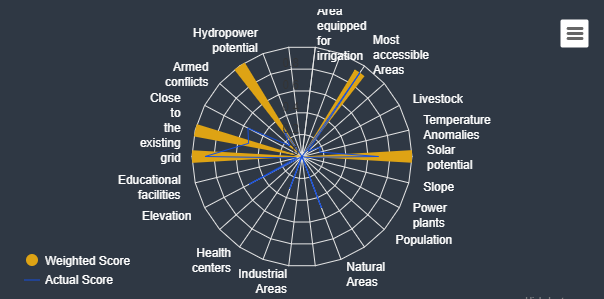 Area
equipped
for
irrigation
Hydropower
potential
Most
accessible
Areas
Armed
conflicts
Livestock
Close
to
the
existing
grid
Temperature
Anomalies
Solar
potential
Educational
facilities
Slope
Elevation
Power
plants
Population
Health
centers
Industrial
Areas
Natural
Areas
Weighted Score
Actual Score